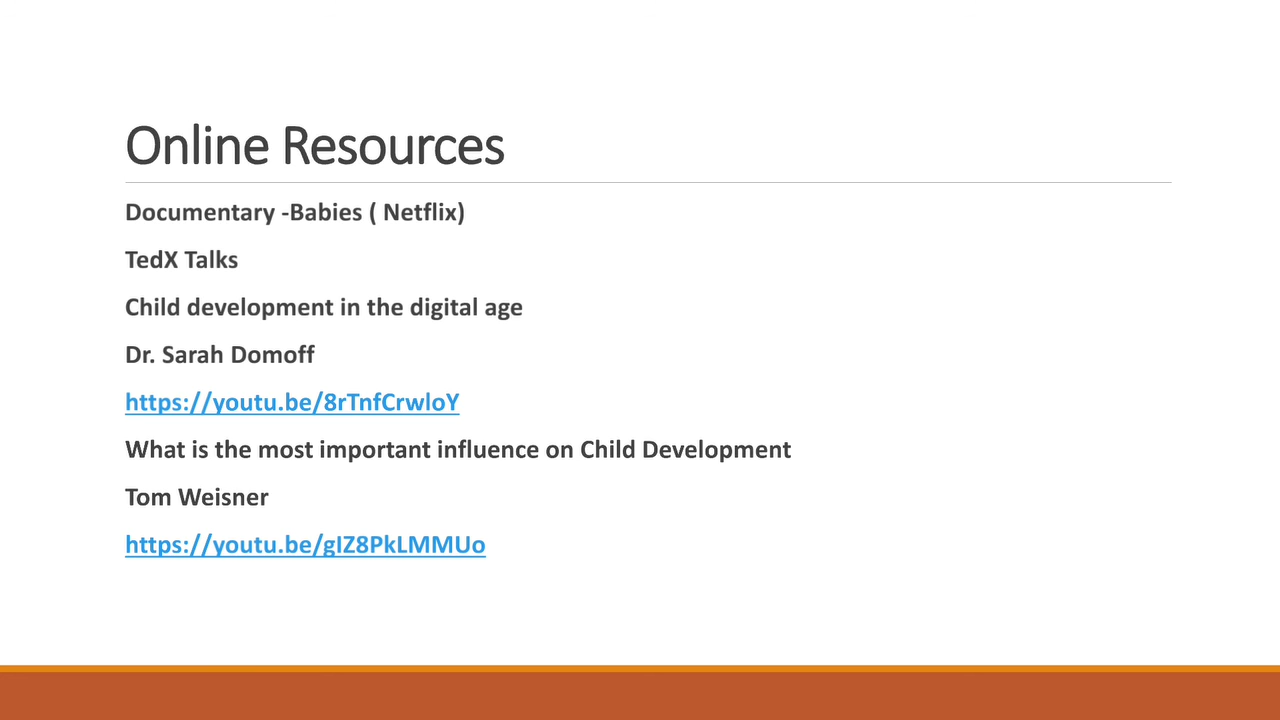 Online Resources
Documentary -Babies ( Netflix)
TedX Talks
Child development in the digital age
Dr. Sarah Domoff
https://youtu.be/8rTnfCrwloY
What is the most important influence on Child Development
Tom Weisner
https://youtu.be/gIZ8PkLMMUo